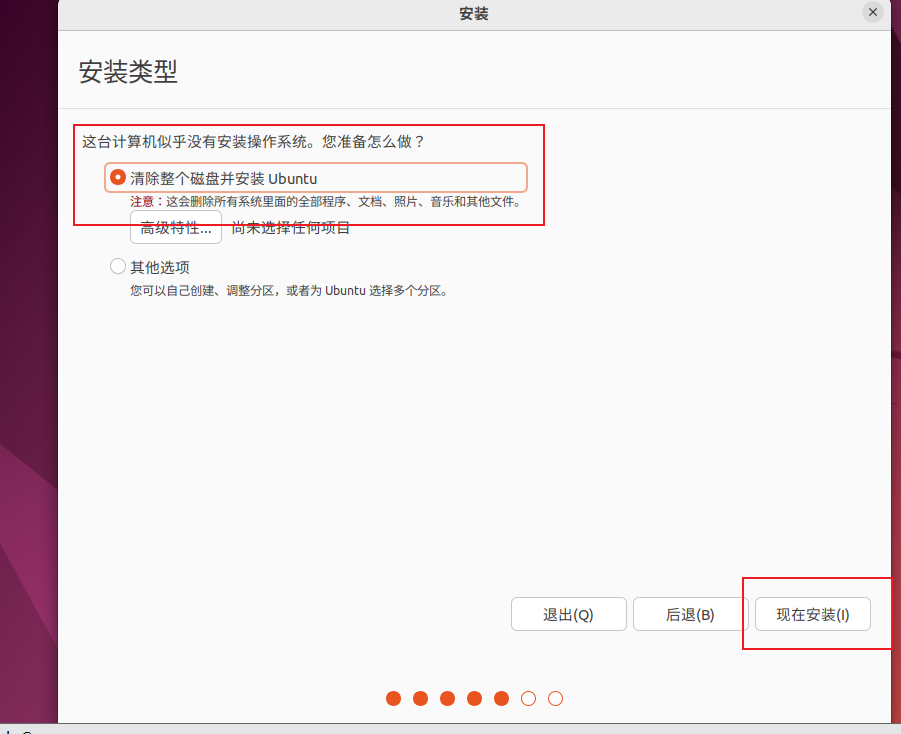 安装
安装类型
这台计算机似乎没有安装操作系统。您准备怎么做？
清除整个磁盘并安装 Ubuntu
注意：这会删除所有系统里面的全部程序、文档、照片、音乐和其他文件。
高级特性... 尚未选择任何项目
其他选项
您可以自己创建、调整分区，或者为 Ubuntu 选择多个分区。
退出(Q) 后退(B) 现在安装(I)